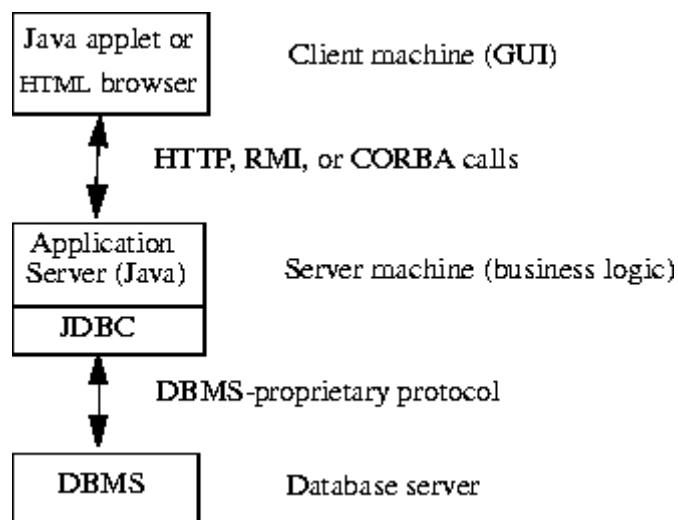 Java applet or
HTML browser
Client machine (GUI)
HTTP, RMI, or CORBA calls
Application
Server (Java)
Server machine (business logic)
JDBC
DBMS-proprietary protocol
DBMS
Database server